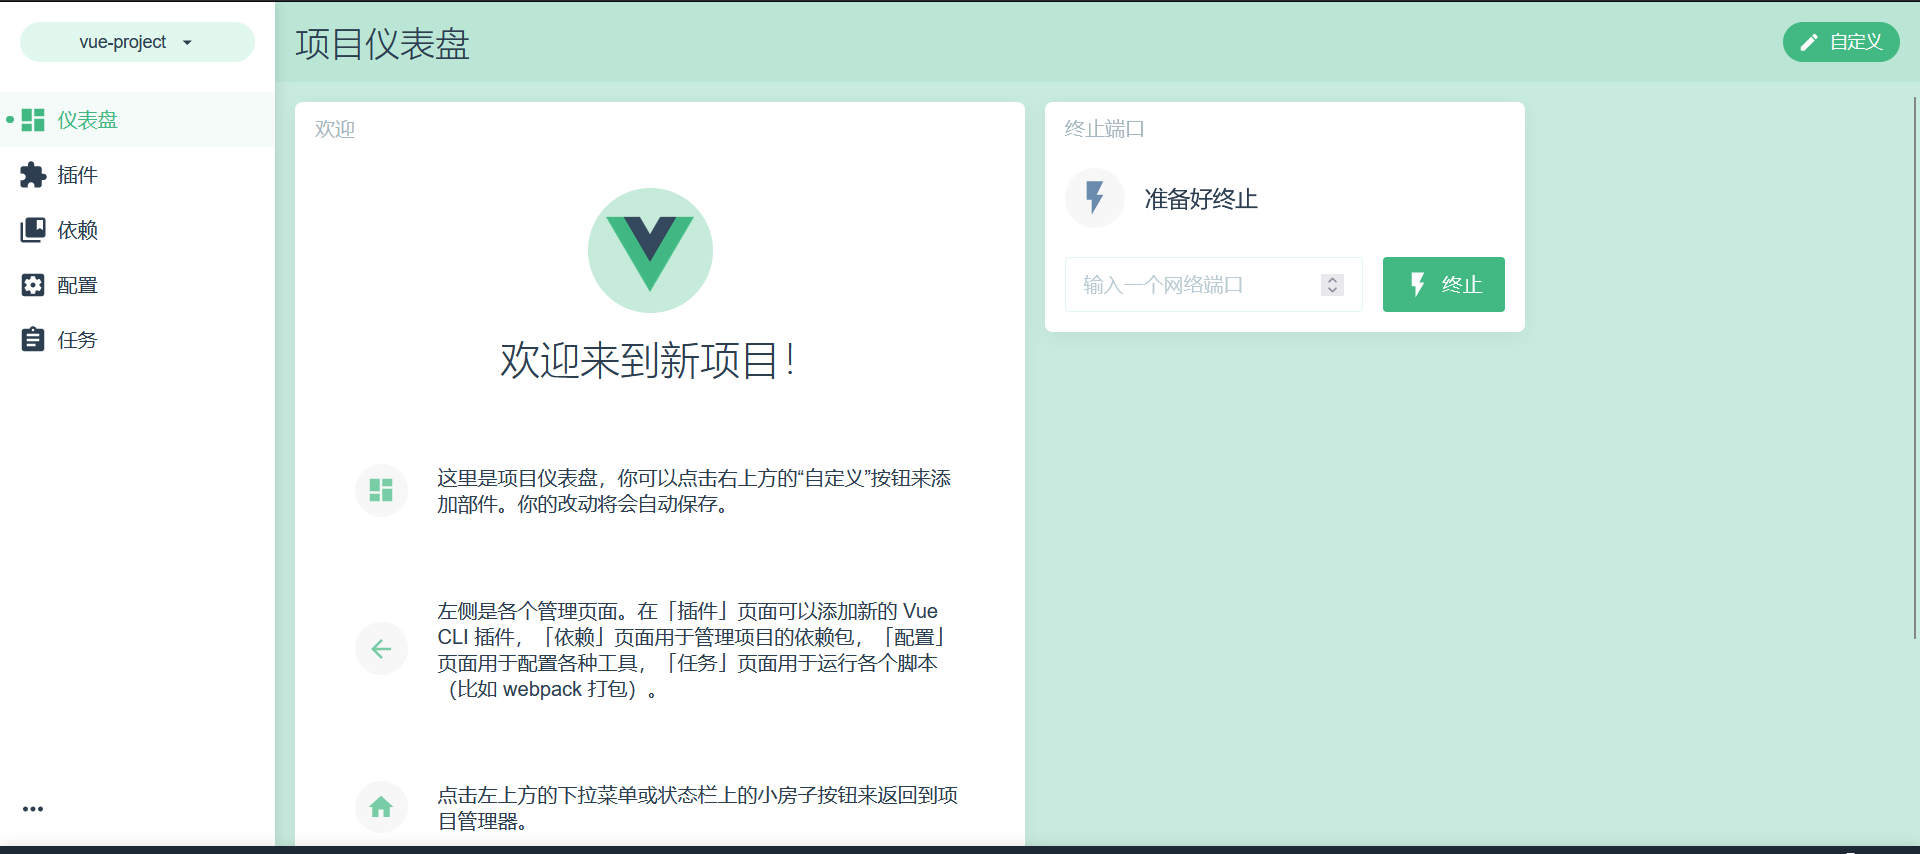 vue-project
项目仪表盘
自定义
仪表盘
插件
依赖
配置
任务
欢迎
欢迎来到新项目！
这里是项目仪表盘，你可以点击右上方的“自定义”按钮来添
加部件。你的改动将会自动保存。
左侧是各个管理页面。在「插件」页面可以添加新的 Vue
CLI 插件，「依赖」页面用于管理项目的依赖包，「配置」
页面用于配置各种工具，「任务」页面用于运行各个脚本
（比如 webpack 打包）。
点击左上方的下拉菜单或状态栏上的小房子按钮来返回到项
目管理器。
终止端口
准备好终止
输入一个网络端口
终止